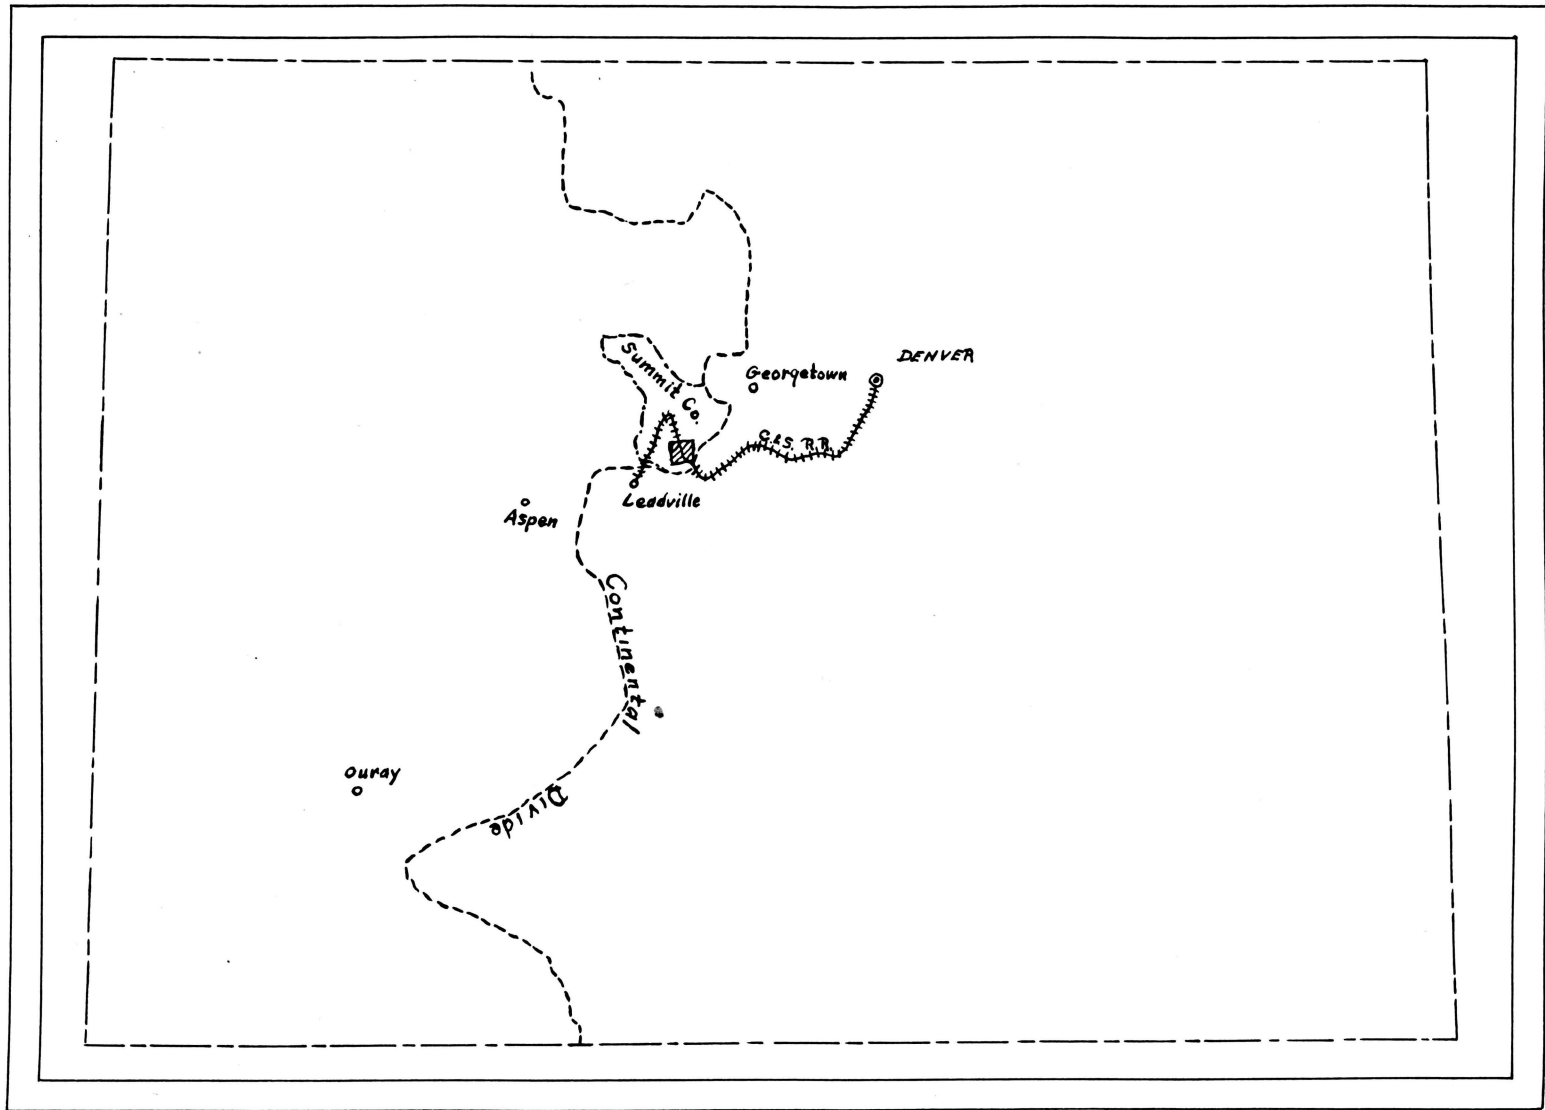 Summit Co.
Georgetown
DENVER
C.&S. R.R.
Leadville
Aspen
Continental
Divide
Ouray